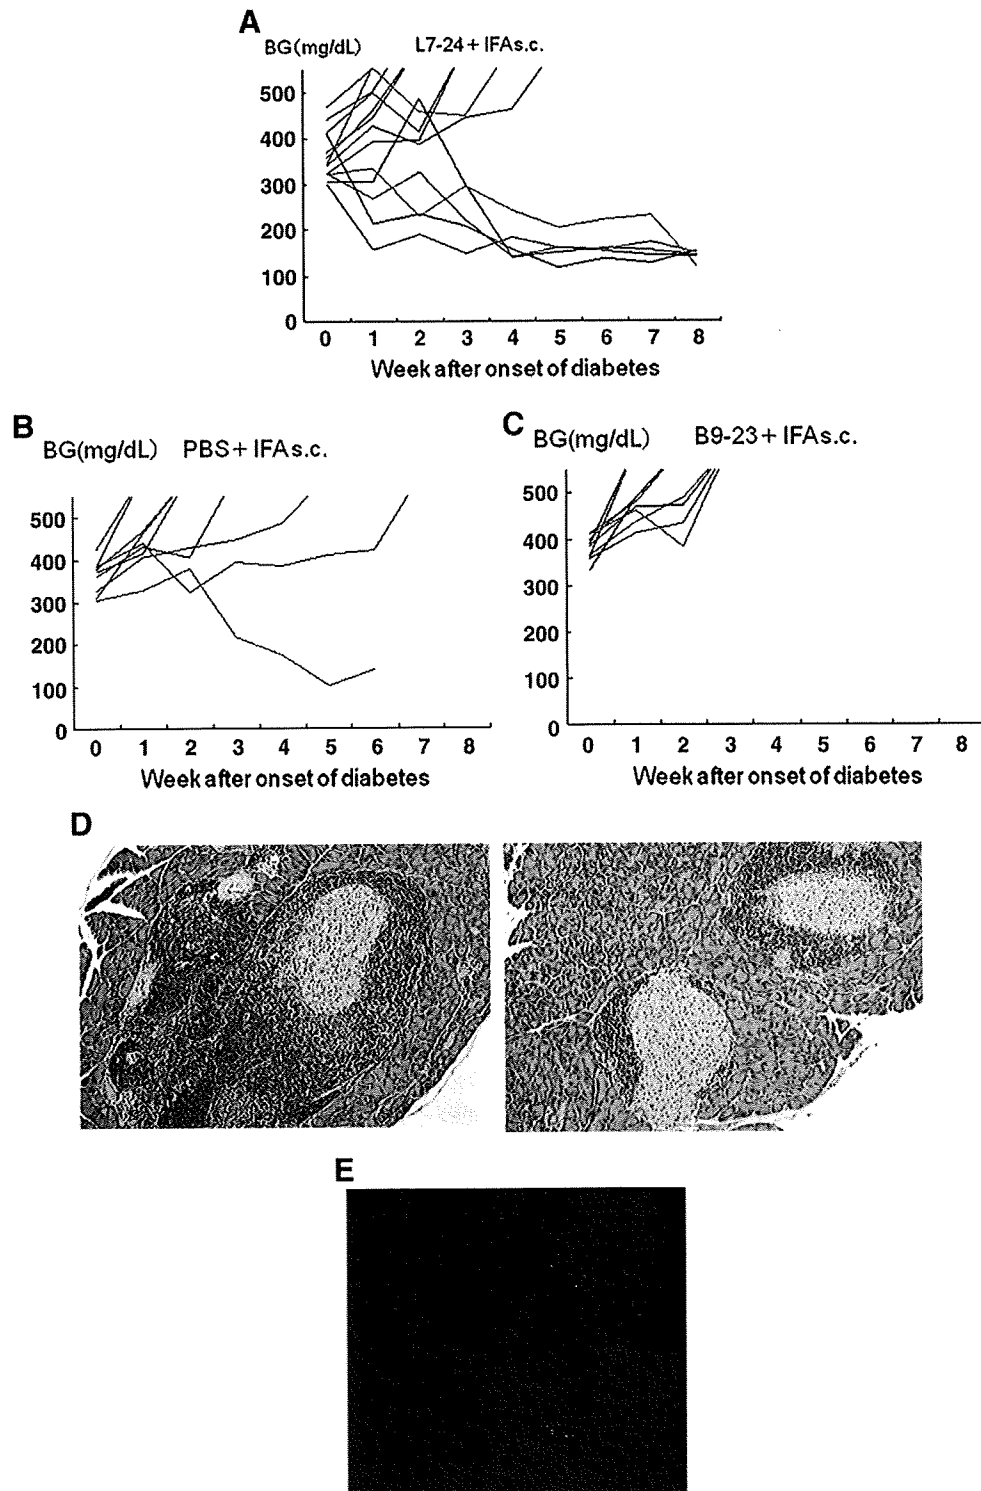 A
BG(mg/dL) L7-24+IFAs.c.
500
400
300
200
100
0
0 1 2 3 4 5 6 7 8
Week after onset of diabetes
B
BG(mg/dL) PBS+IFAs.c.
500
400
300
200
100
0
0 1 2 3 4 5 6 7 8
Week after onset of diabetes
C
BG(mg/dL) B9-23+IFAs.c.
500
400
300
200
100
0
0 1 2 3 4 5 6 7 8
Week after onset of diabetes
D
E